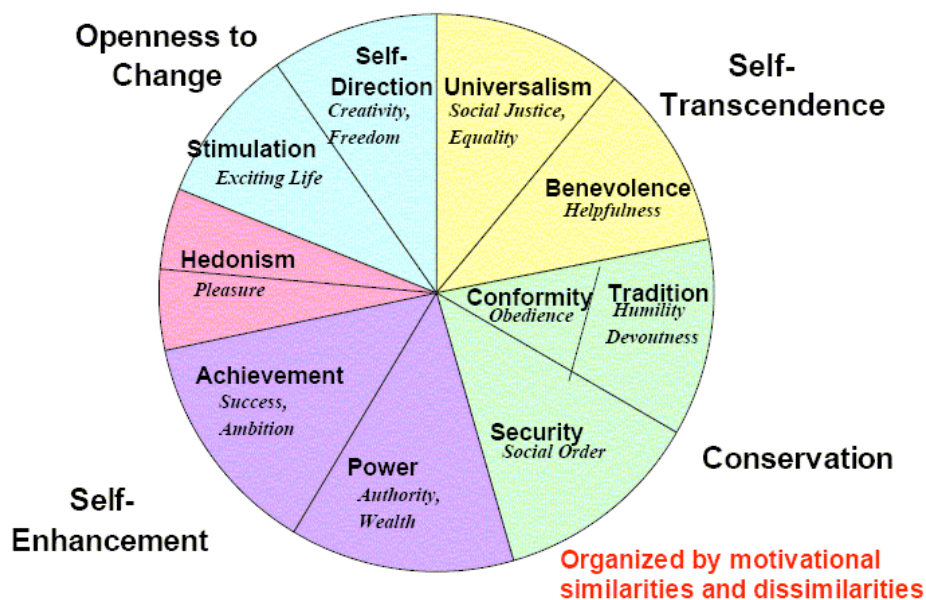 Openness to
Change
Self-
Direction
Creativity,
Freedom
Universalism
Social Justice,
Equality
Self-
Transcendence
Stimulation
Exciting Life
Benevolence
Helpfulness
Hedonism
Pleasure
Conformity
Obedience
Tradition
Humility
Devoutness
Achievement
Success,
Ambition
Security
Social Order
Conservation
Power
Authority,
Wealth
Self-
Enhancement
Organized by motivational
similarities and dissimilarities